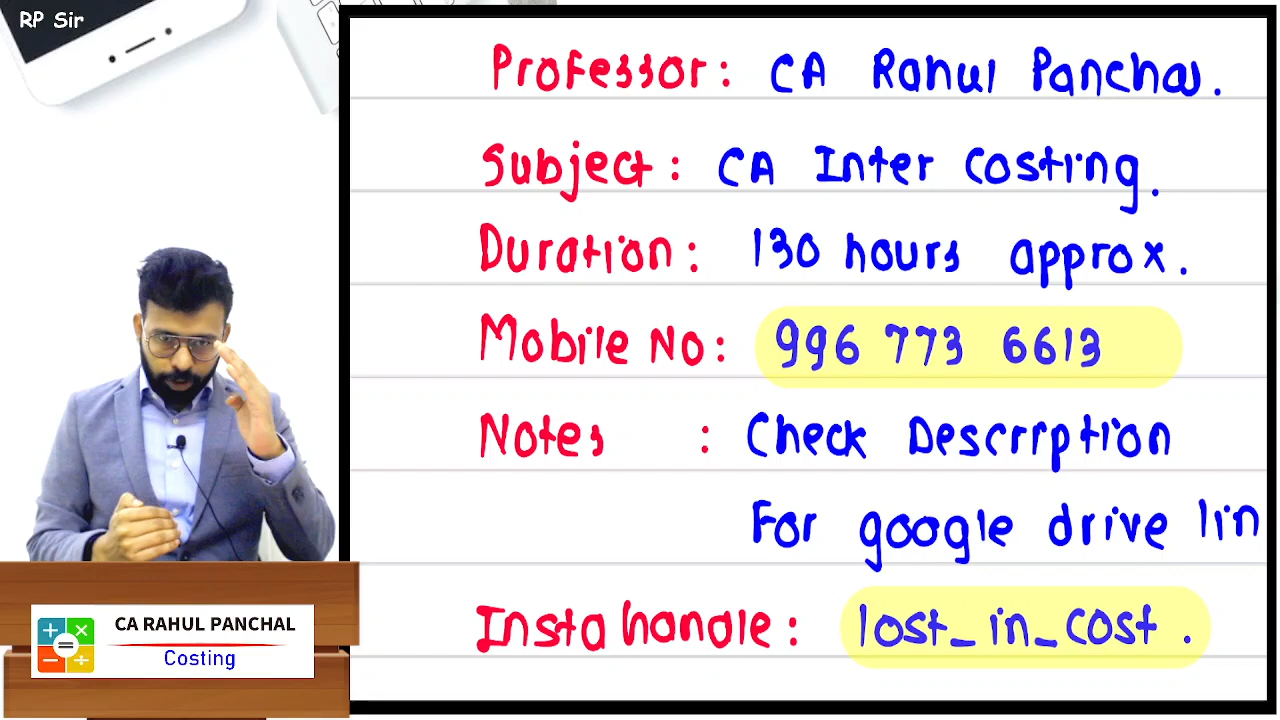 RP Sir
Professor: CA Rahul Panchal.
Subject: CA Inter Costing.
Duration: 130 hours approx.
Mobile No: 996 773 6613
Notes : Check Description
For google drive lin
Insta handle: lost_in_cost.
CA RAHUL PANCHAL
Costing